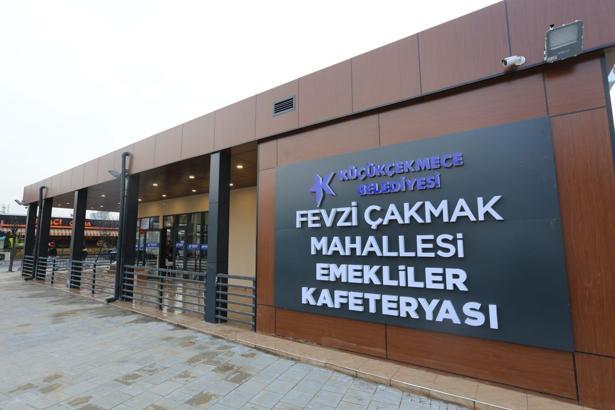 KÜÇÜKÇEKMECE
BELEDİYESİ
FEVZİ ÇAKMAK
MAHALLESİ
EMEKLİLER
KAFETERYASI